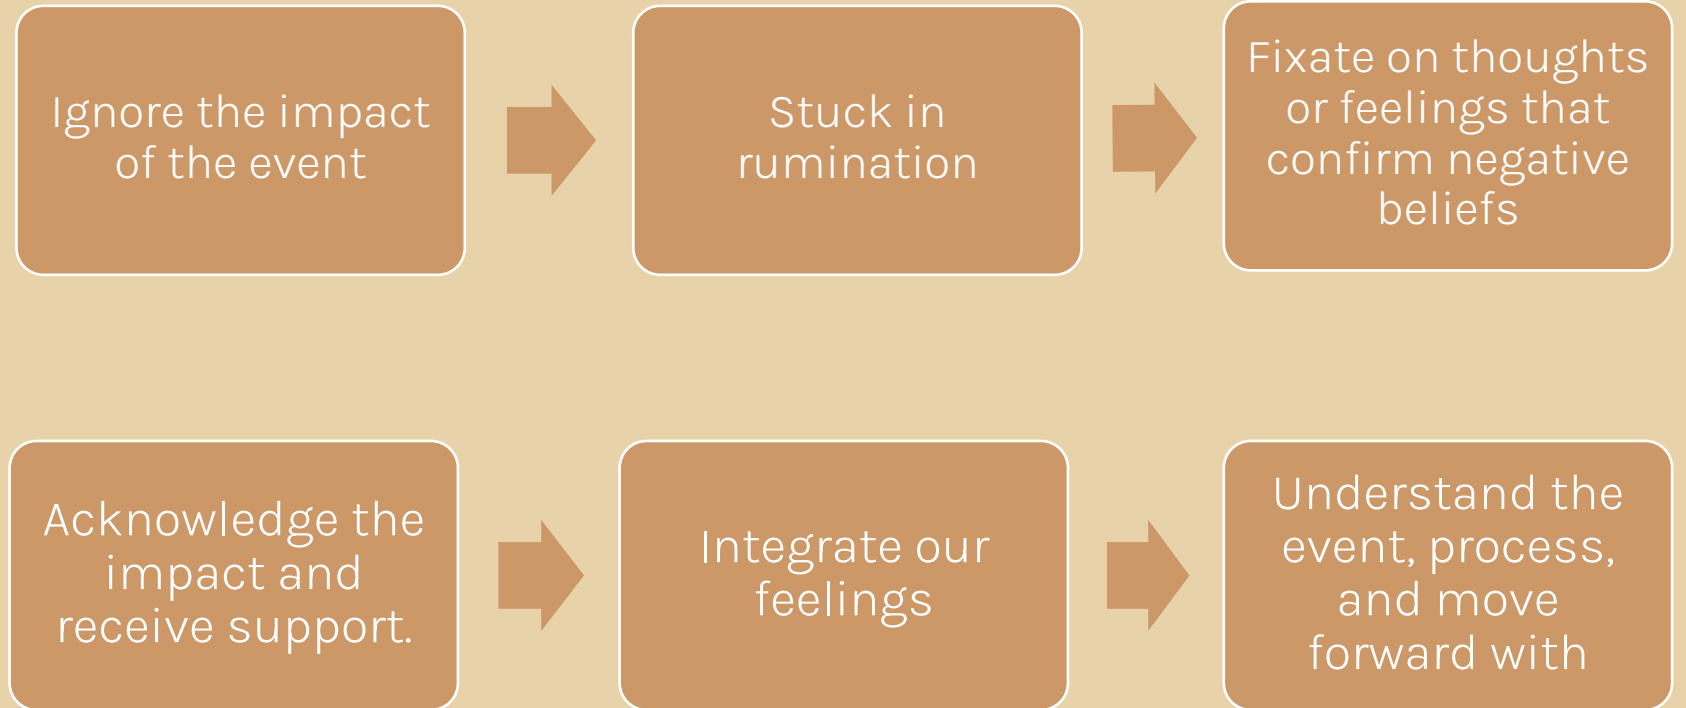 Ignore the impact
of the event
Stuck in
rumination
Fixate on thoughts
or feelings that
confirm negative
beliefs
Acknowledge the
impact and
receive support.
Integrate our
feelings
Understand the
event, process,
and move
forward with